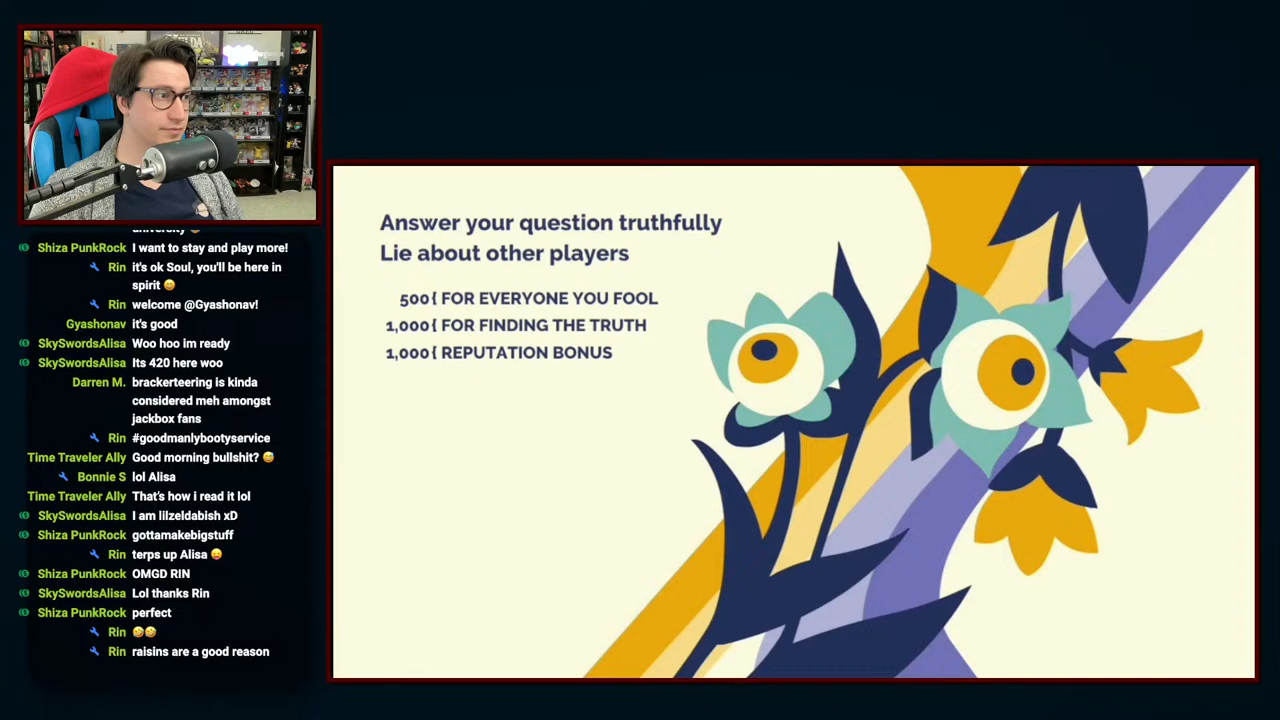 university
Shiza PunkRock I want to stay and play more!
Rin it's ok Soul, you'll be here in
spirit 😄
Rin welcome @Gyashonav!
Gyashonav it's good
SkySwordsAlisa Woo hoo im ready
SkySwordsAlisa Its 420 here woo
Darren M. brackerteering is kinda
considered meh amongst
jackbox fans
Rin #goodmanlybootyservice
Time Traveler Ally Good morning bullshit? 😅
Bonnie S lol Alisa
Time Traveler Ally That's how i read it lol
SkySwordsAlisa I am lilzeldabish xD
Shiza PunkRock gottamakebigstuff
Rin terps up Alisa 😛
Shiza PunkRock OMGD RIN
SkySwordsAlisa Lol thanks Rin
Shiza PunkRock perfect
Rin 🤣🤣
Rin raisins are a good reason
Answer your question truthfully
Lie about other players
500{ FOR EVERYONE YOU FOOL
1,000{ FOR FINDING THE TRUTH
1,000{ REPUTATION BONUS